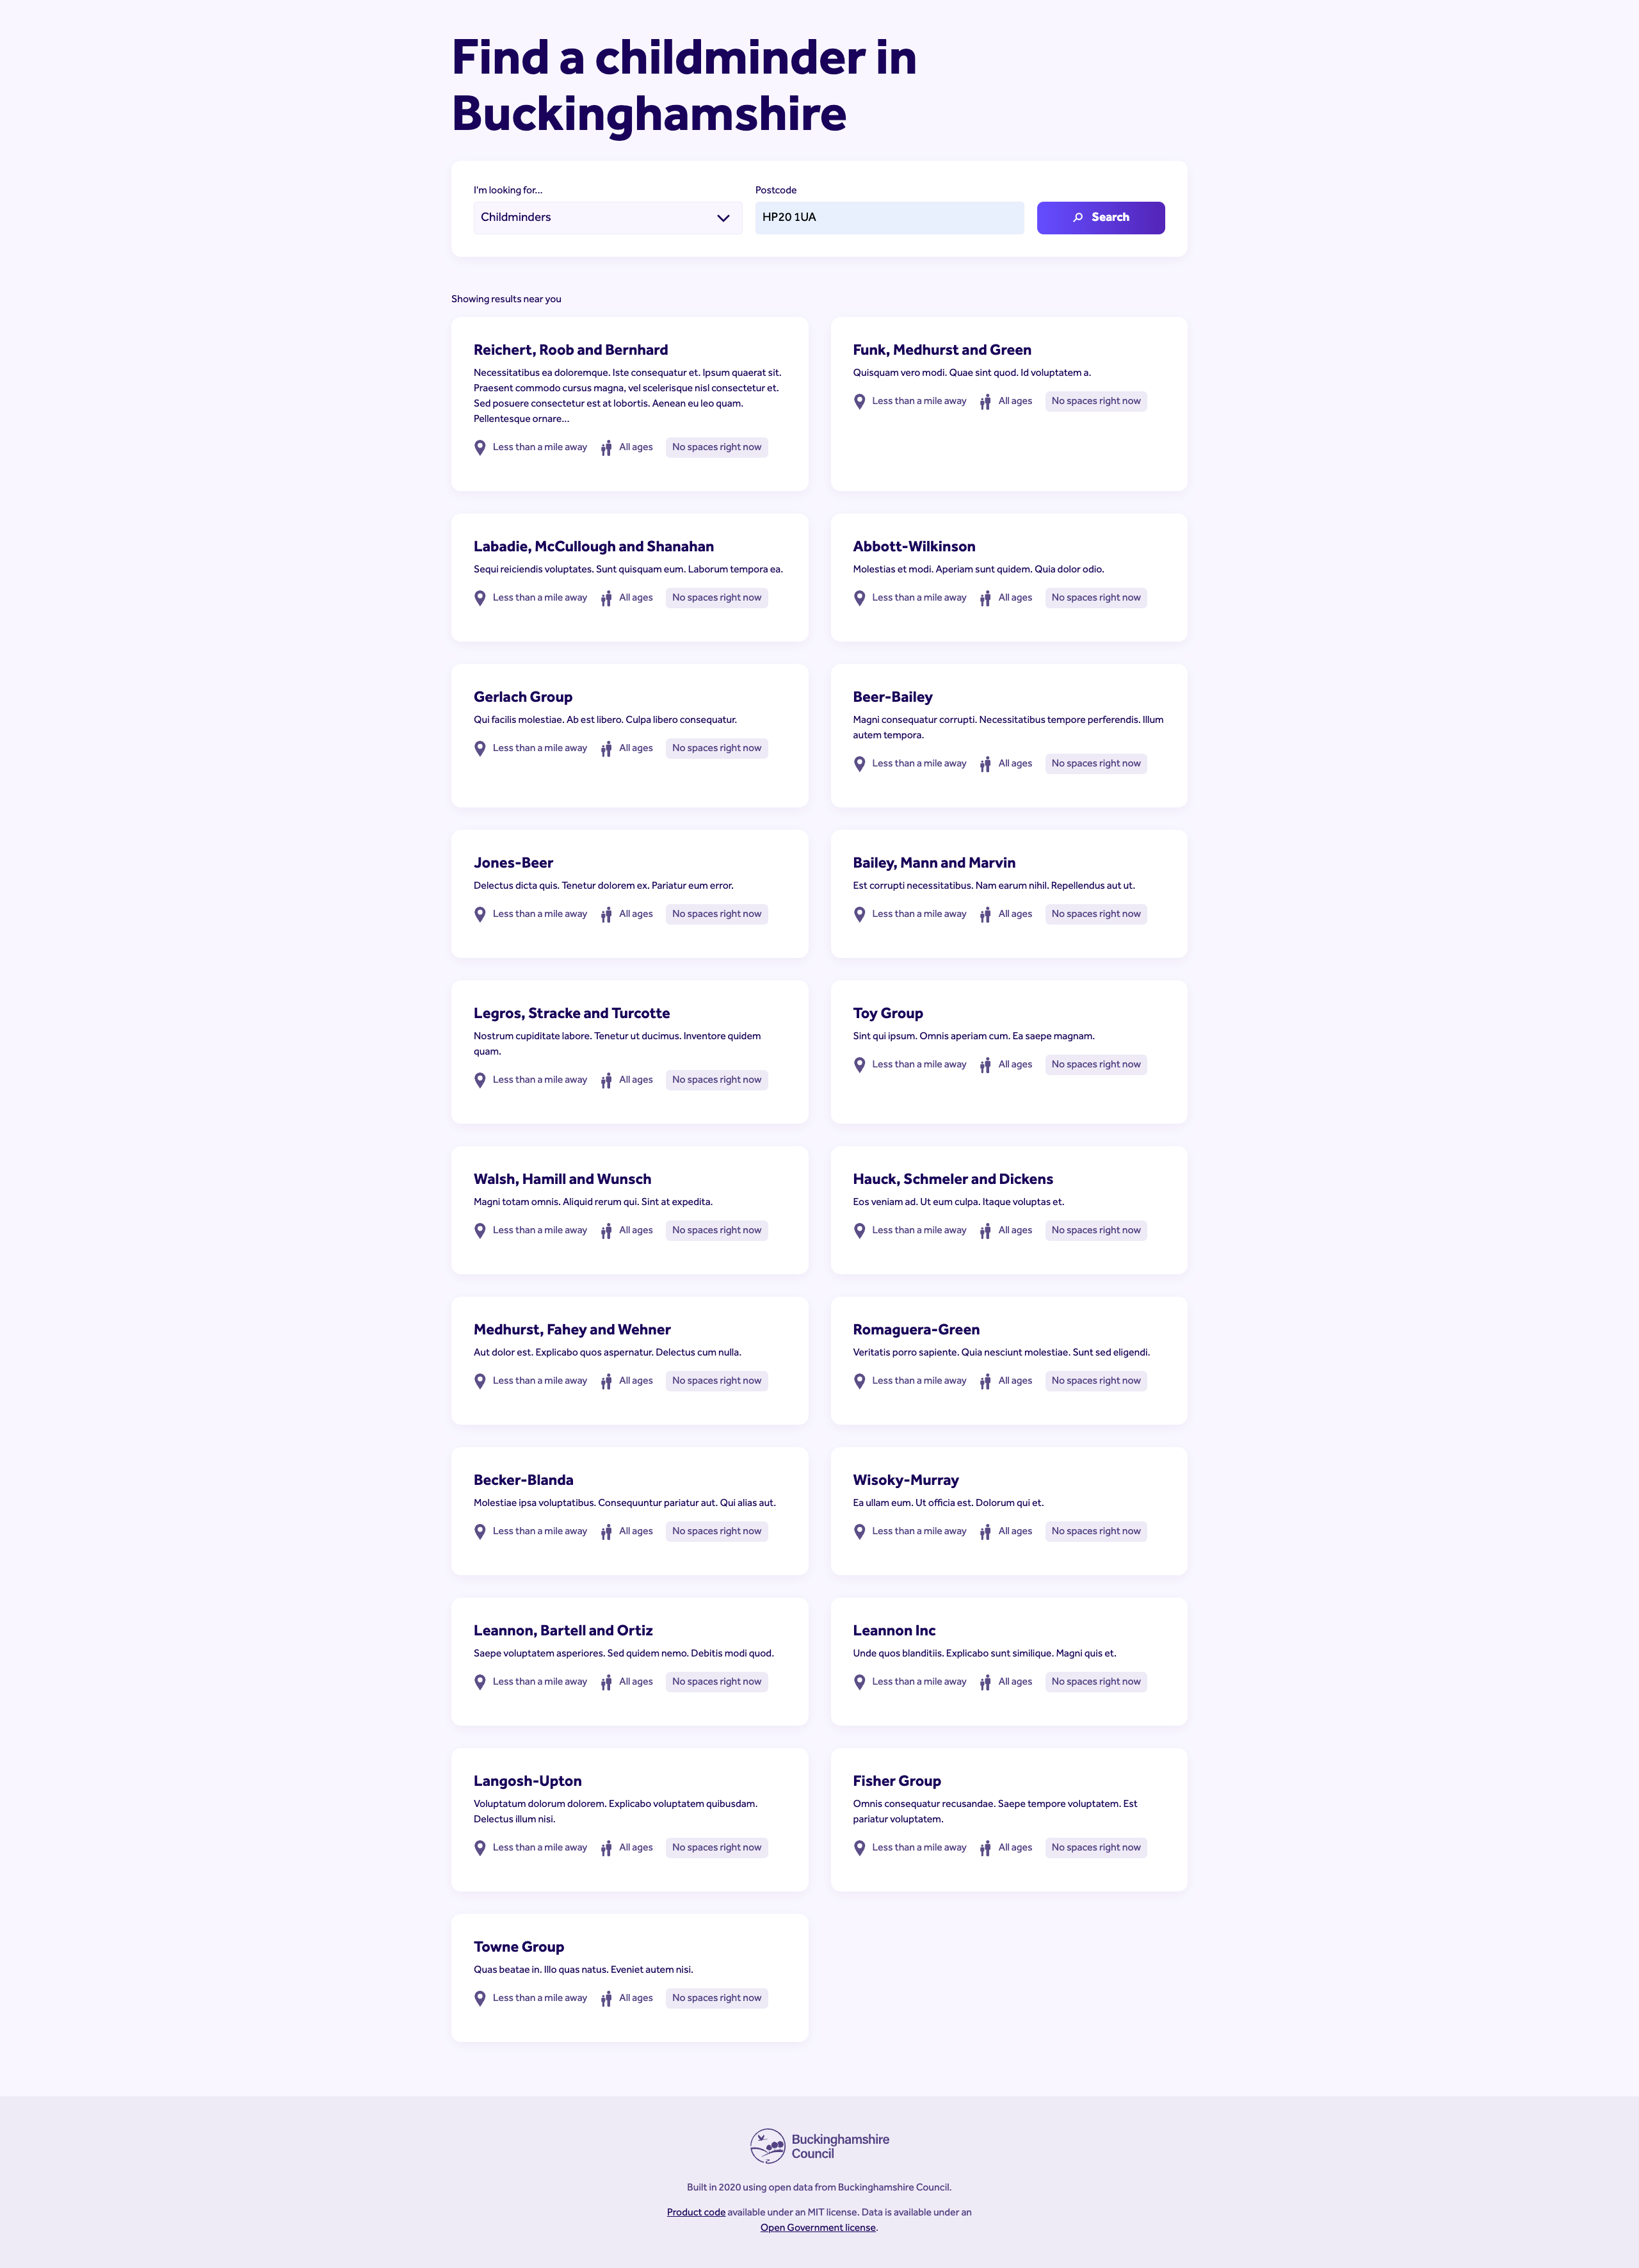 Find a childminder in
Buckinghamshire
I'm looking for...
Postcode
Childminders
HP20 1UA
Search
Showing results near you
Reichert, Roob and Bernhard
Necessitatibus ea doloremque. Iste consequatur et. Ipsum quaerat sit.
Praesent commodo cursus magna, vel scelerisque nisl consectetur et.
Sed posuere consectetur est at lobortis. Aenean eu leo quam.
Pellentesque ornare...
Less than a mile away All ages No spaces right now
Funk, Medhurst and Green
Quisquam vero modi. Quae sint quod. Id voluptatem a.
Less than a mile away All ages No spaces right now
Labadie, McCullough and Shanahan
Sequi reiciendis voluptates. Sunt quisquam eum. Laborum tempora ea.
Less than a mile away All ages No spaces right now
Abbott-Wilkinson
Molestias et modi. Aperiam sunt quidem. Quia dolor odio.
Less than a mile away All ages No spaces right now
Gerlach Group
Qui facilis molestiae. Ab est libero. Culpa libero consequatur.
Less than a mile away All ages No spaces right now
Beer-Bailey
Magni consequatur corrupti. Necessitatibus tempore perferendis. Illum
autem tempora.
Less than a mile away All ages No spaces right now
Jones-Beer
Delectus dicta quis. Tenetur dolorem ex. Pariatur eum error.
Less than a mile away All ages No spaces right now
Bailey, Mann and Marvin
Est corrupti necessitatibus. Nam earum nihil. Repellendus aut ut.
Less than a mile away All ages No spaces right now
Legros, Stracke and Turcotte
Nostrum cupiditate labore. Tenetur ut ducimus. Inventore quidem
quam.
Less than a mile away All ages No spaces right now
Toy Group
Sint qui ipsum. Omnis aperiam cum. Ea saepe magnam.
Less than a mile away All ages No spaces right now
Walsh, Hamill and Wunsch
Magni totam omnis. Aliquid rerum qui. Sint at expedita.
Less than a mile away All ages No spaces right now
Hauck, Schmeler and Dickens
Eos veniam ad. Ut eum culpa. Itaque voluptas et.
Less than a mile away All ages No spaces right now
Medhurst, Fahey and Wehner
Aut dolor est. Explicabo quos aspernatur. Delectus cum nulla.
Less than a mile away All ages No spaces right now
Romaguera-Green
Veritatis porro sapiente. Quia nesciunt molestiae. Sunt sed eligendi.
Less than a mile away All ages No spaces right now
Becker-Blanda
Molestiae ipsa voluptatibus. Consequuntur pariatur aut. Qui alias aut.
Less than a mile away All ages No spaces right now
Wisoky-Murray
Ea ullam eum. Ut officia est. Dolorum qui et.
Less than a mile away All ages No spaces right now
Leannon, Bartell and Ortiz
Saepe voluptatem asperiores. Sed quidem nemo. Debitis modi quod.
Less than a mile away All ages No spaces right now
Leannon Inc
Unde quos blanditiis. Explicabo sunt similique. Magni quis et.
Less than a mile away All ages No spaces right now
Langosh-Upton
Voluptatum dolorum dolorem. Explicabo voluptatem quibusdam.
Delectus illum nisi.
Less than a mile away All ages No spaces right now
Fisher Group
Omnis consequatur recusandae. Saepe tempore voluptatem. Est
pariatur voluptatem.
Less than a mile away All ages No spaces right now
Towne Group
Quas beatae in. Illo quas natus. Eveniet autem nisi.
Less than a mile away All ages No spaces right now
Buckinghamshire
Council
Built in 2020 using open data from Buckinghamshire Council.
Product code available under an MIT license. Data is available under an
Open Government license.